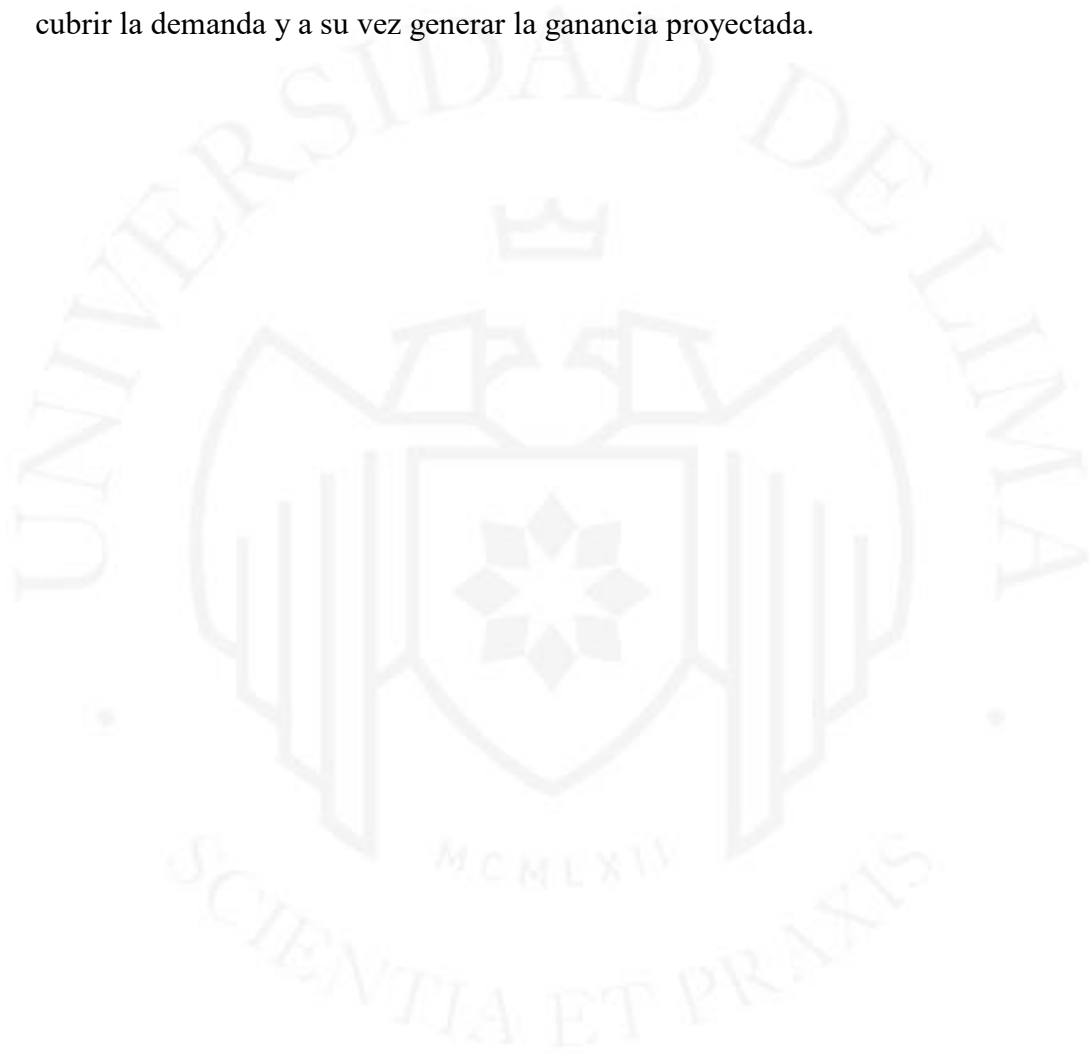 cubrir la demanda y a su vez generar la ganancia proyectada.
UNIVERSIDAD DE LIMA
MCMLXII
SCIENTIA ET PRAXIS